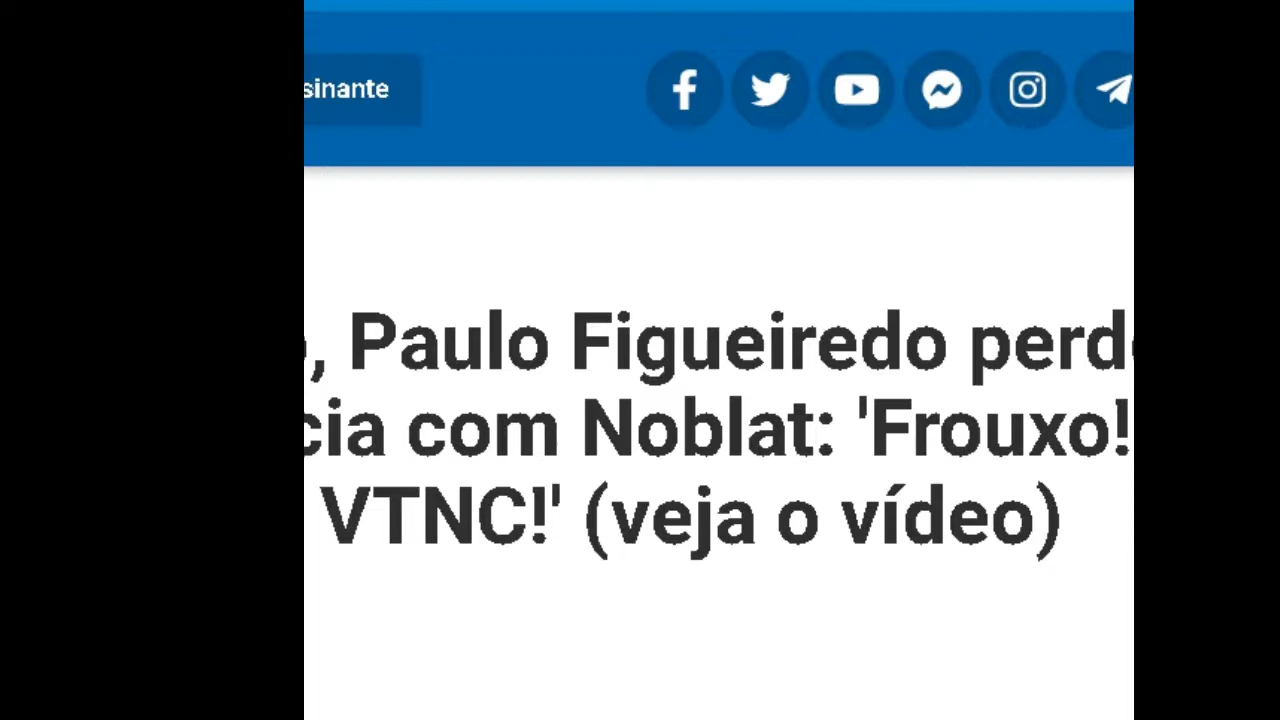 sinante
, Paulo Figueiredo perd
cia com Noblat: 'Frouxo!
VTNC!' (veja o vídeo)